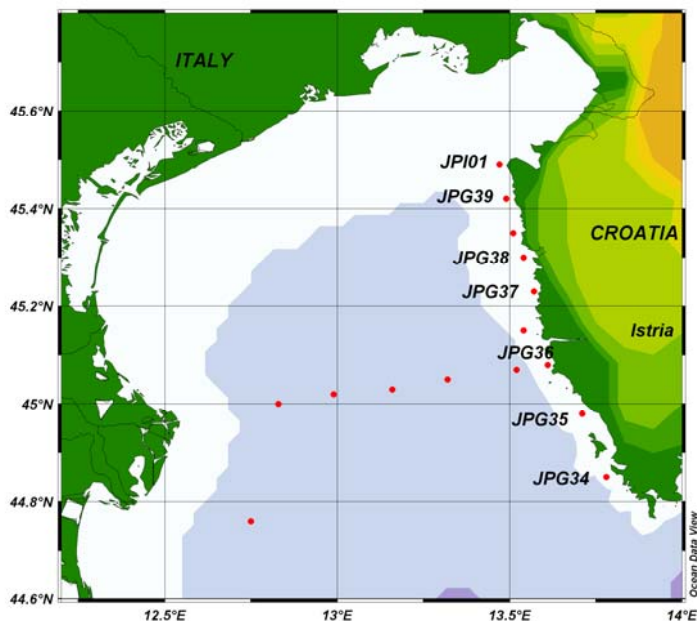 ITALY
45.6°N
JPI01
JPG39
45.4°N
CROATIA
JPG38
JPG37
45.2°N
Istria
JPG36
45°N
JPG35
JPG34
44.8°N
Ocean Data View
44.6°N
12.5°E
13°E
13.5°E
14°E